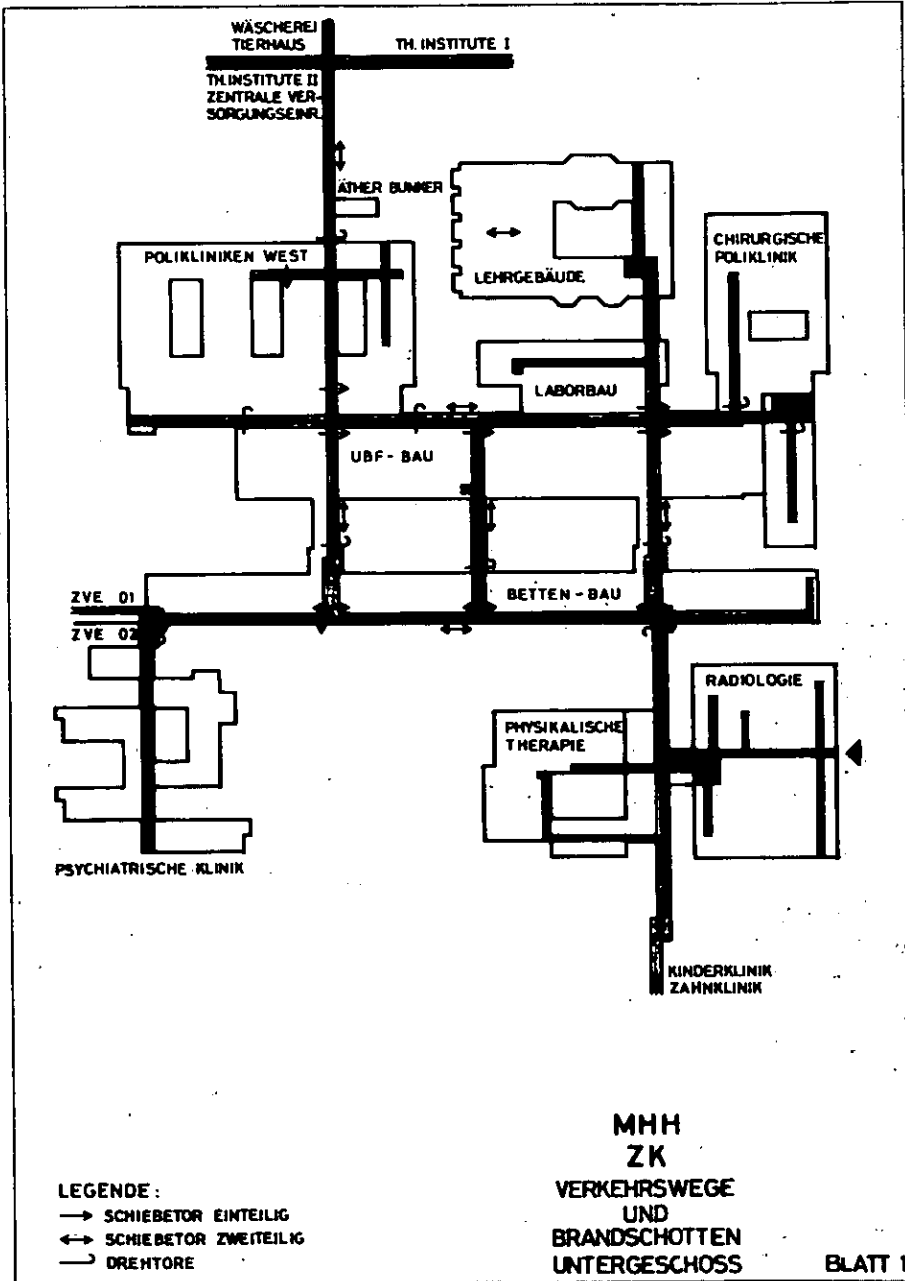 WÄSCHEREI
TIERHAUS
TH. INSTITUTE I
TH. INSTITUTE II
ZENTRALE VER-
SORGUNGSEINR.
ÄTHER BUNKER
POLIKLINIKEN WEST
LEHRGEBÄUDE
CHIRURGISCHE
POLIKLINIK
LABORBAU
UBF - BAU
BETTEN - BAU
ZVE 01
ZVE 02
RADIOLOGIE
PHYSIKALISCHE
THERAPIE
PSYCHIATRISCHE KLINIK
KINDERKLINIK
ZAHNKLINIK
MHH
ZK
VERKEHRSWEGE
UND
BRANDSCHOTTEN
UNTERGESCHOSS
BLATT 1
LEGENDE:
SCHIEBETOR EINTEILIG
SCHIEBETOR ZWEITEILIG
DREHTORE